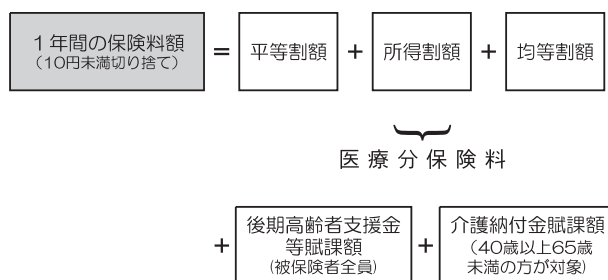 1年間の保険料額
(10円未満切り捨て)
=
平等割額
+
所得割額
+
均等割額
医療分保険料
+
後期高齢者支援金
等賦課額
(被保険者全員)
+
介護納付金賦課額
(40歳以上65歳
未満の方が対象)